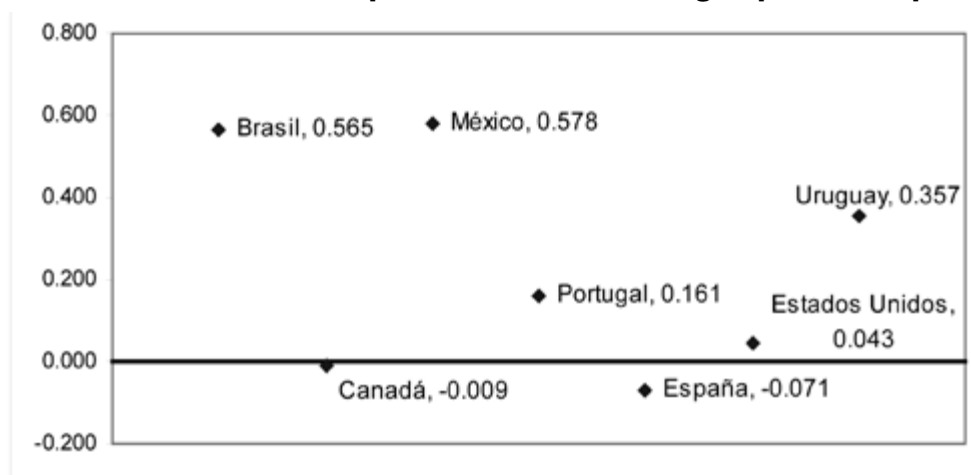 0.800
0.600
Brasil, 0.565
México, 0.578
0.400
Uruguay, 0.357
0.200
Portugal, 0.161
Estados Unidos,
0.043
0.000
Canadá, -0.009
España, -0.071
-0.200